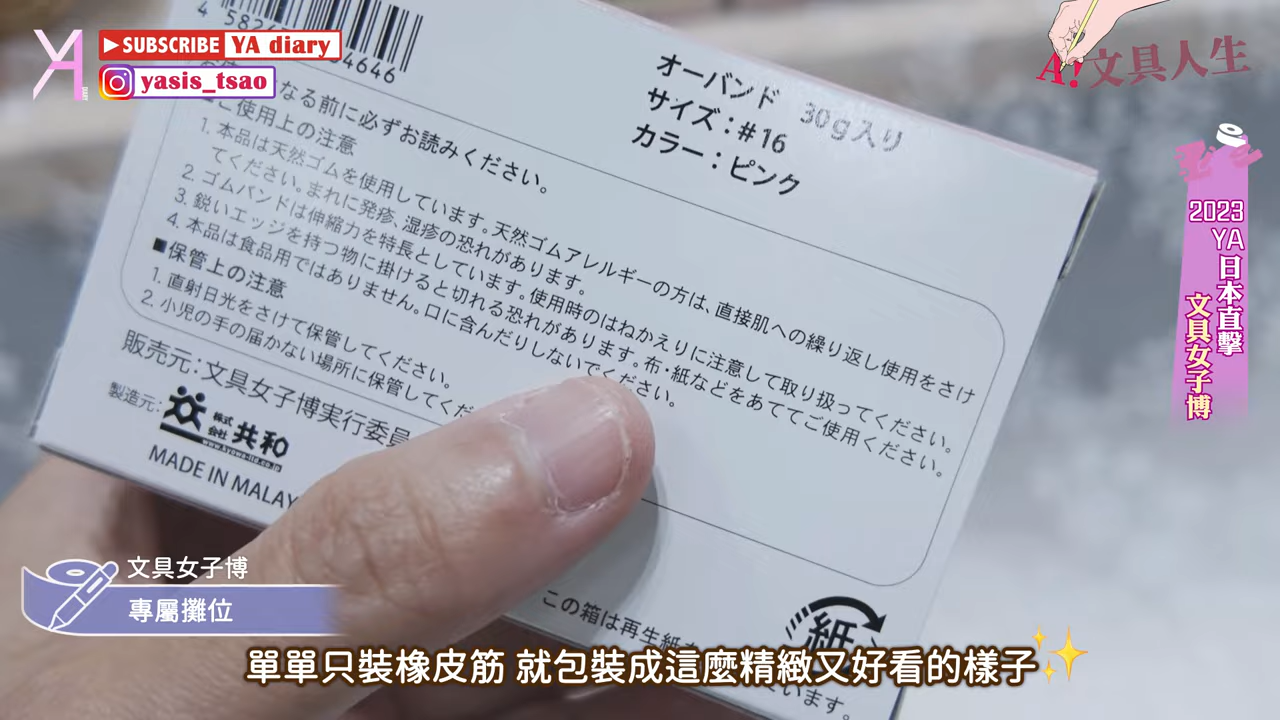 YA
DIARY
SUBSCRIBE YA diary
yasis_tsao
A!文具人生
2023
YA日本直擊
文具女子博
4646
オーバンド 30g入り
サイズ:#16
カラー:ピンク
なる前に必ずお読みください。
■ご使用上の注意
1. 本品は天然ゴムを使用しています。天然ゴムアレルギーの方は、直接肌への繰り返し使用をさけ
てください。まれに発疹、湿疹の恐れがあります。
2. ゴムバンドは伸縮力を特長としています。使用時のはねかえりに注意して取り扱ってください。
3. 鋭いエッジを持つ物に掛けると切れる恐れがあります。布・紙などをあててご使用ください。
4. 本品は食品用ではありません。口に含んだりしないでください。
■保管上の注意
1. 直射日光をさけて保管してください。
2. 小児の手の届かない場所に保管してくだ
販売元:文具女子博実行委員
製造元: 株式会社 共和
www.kyowa-ltd.co.jp
MADE IN MALAY
この箱は再生紙
紙
います。
文具女子博
專屬攤位
單單只裝橡皮筋 就包裝成這麼精緻又好看的樣子